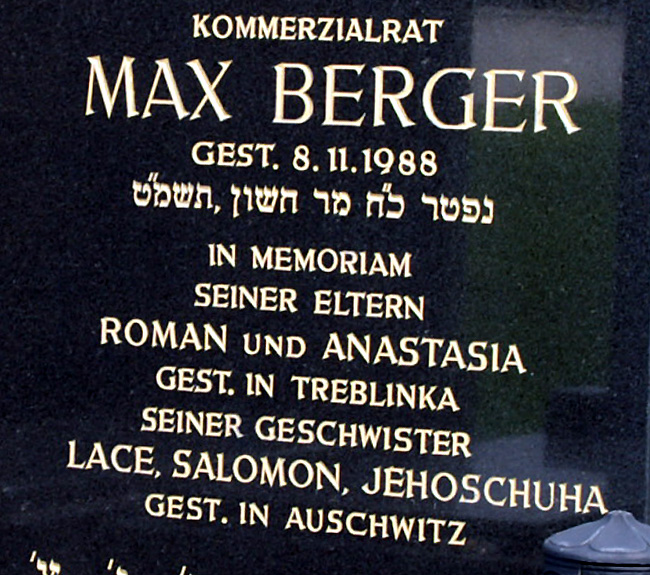 KOMMERZIALRAT
MAX BERGER
GEST. 8.11.1988
נפטר כ"ח מר חשון, תשמ"ט
IN MEMORIAM
SEINER ELTERN
ROMAN UND ANASTASIA
GEST. IN TREBLINKA
SEINER GESCHWISTER
LACE, SALOMON, JEHOSCHUHA
GEST. IN AUSCHWITZ